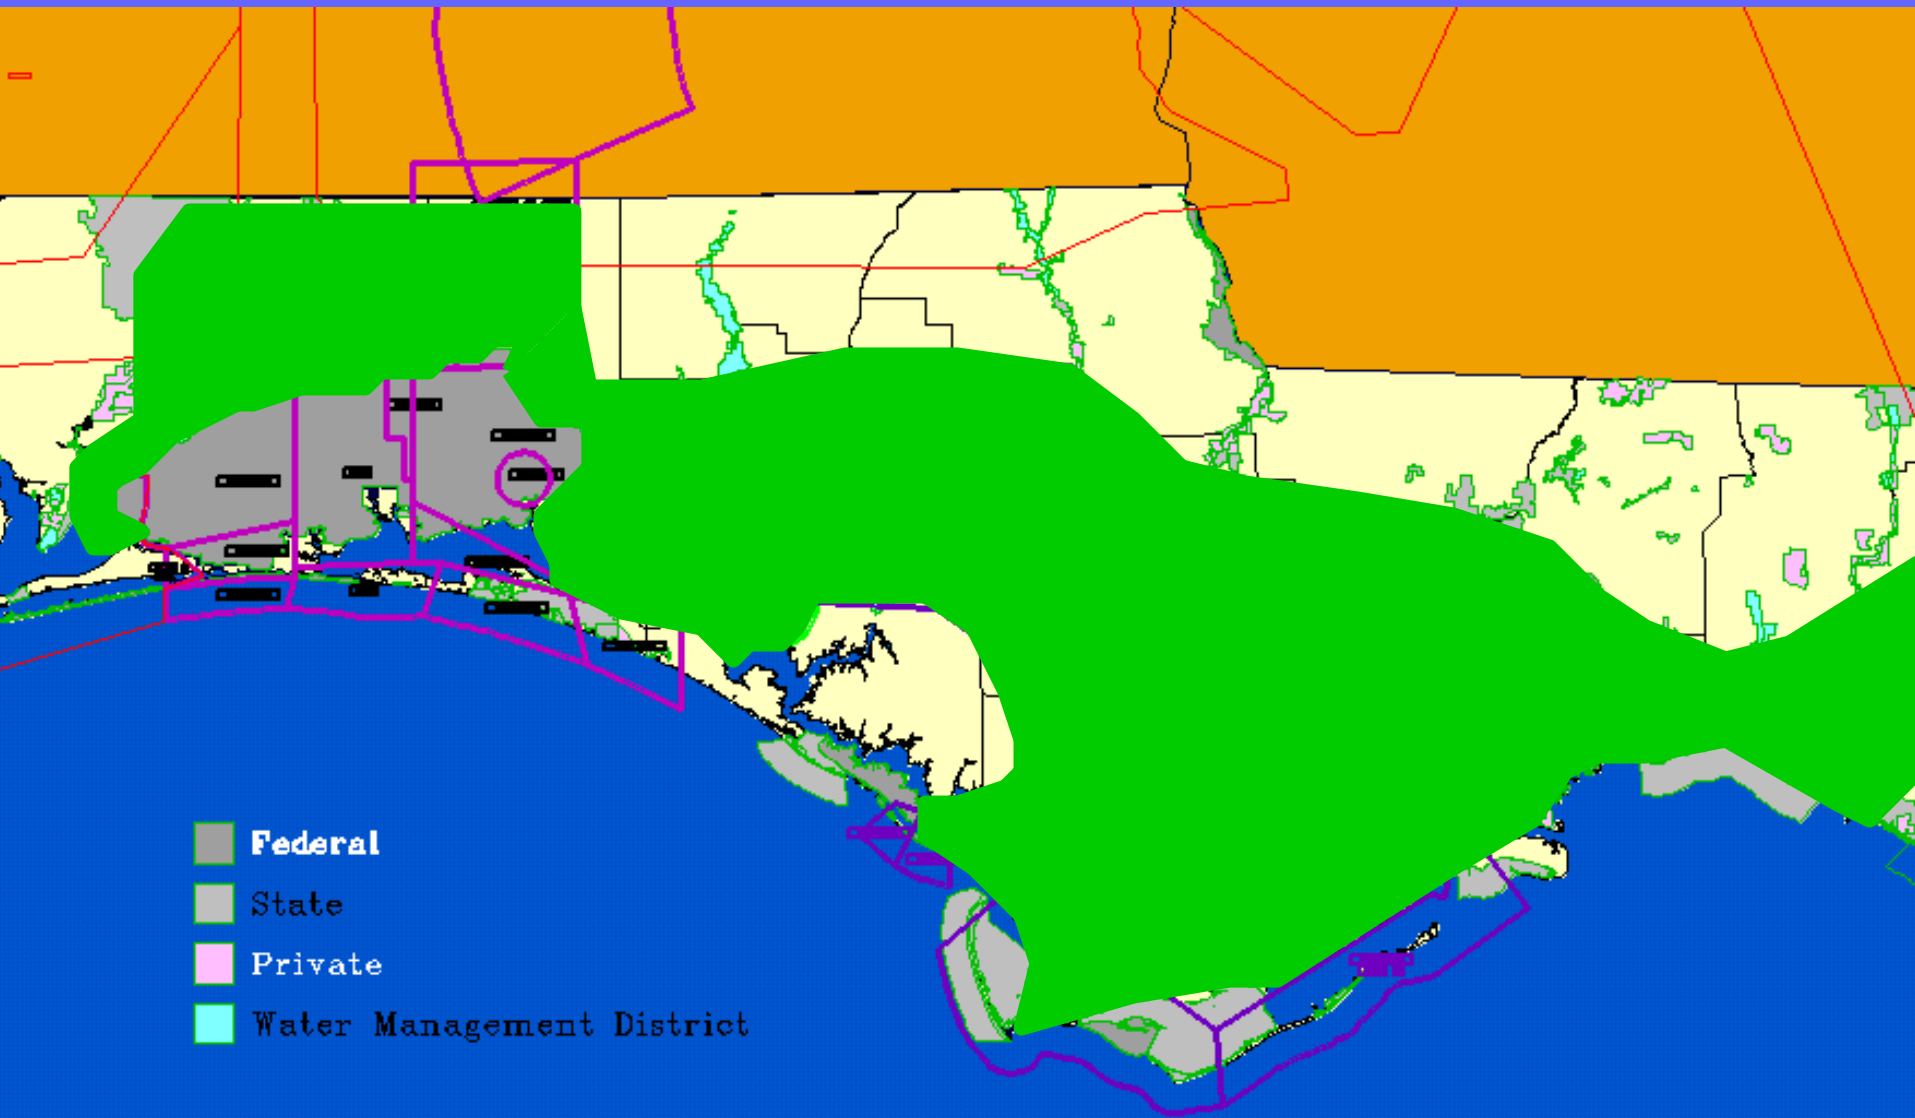 Federal
State
Private
Water Management District